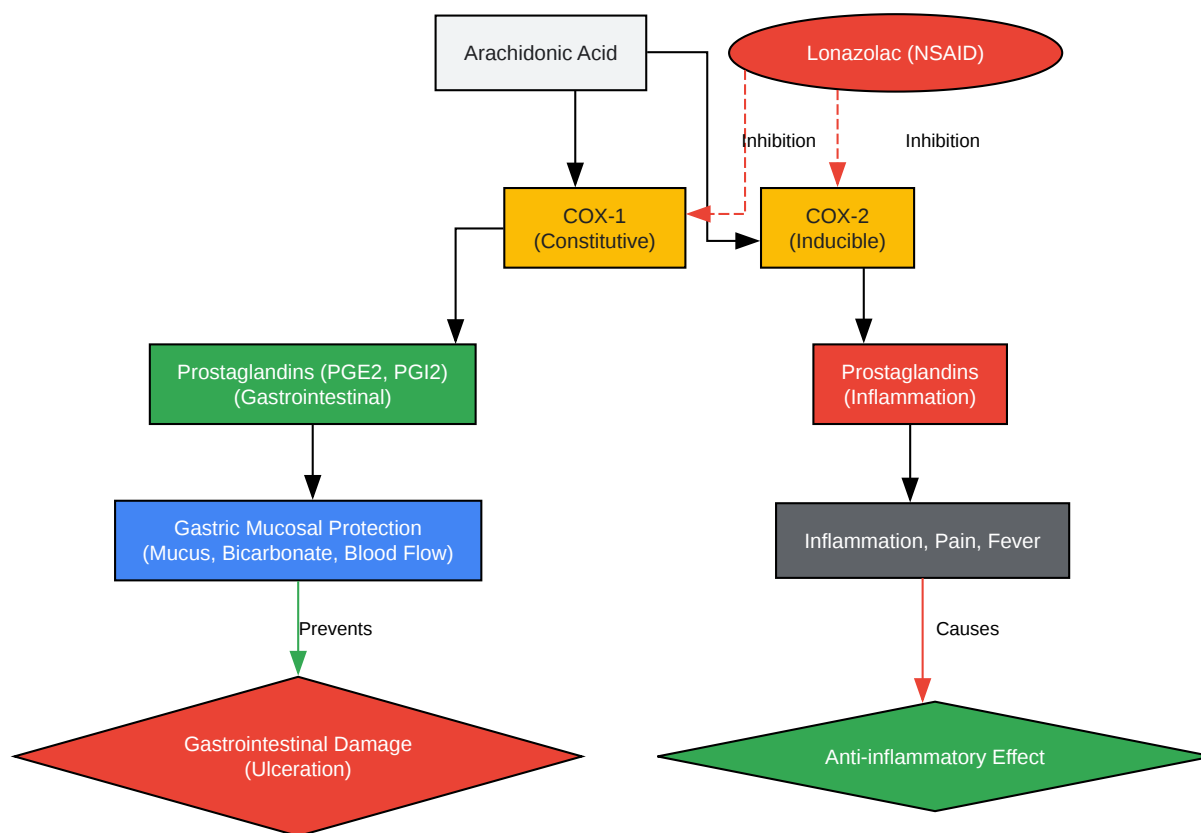 Arachidonic Acid
Lonazolac (NSAID)
Inhibition
Inhibition
COX-1
(Constitutive)
COX-2
(Inducible)
Prostaglandins (PGE2, PGI2)
(Gastrointestinal)
Prostaglandins
(Inflammation)
Gastric Mucosal Protection
(Mucus, Bicarbonate, Blood Flow)
Inflammation, Pain, Fever
Prevents
Causes
Gastrointestinal Damage
(Ulceration)
Anti-inflammatory Effect